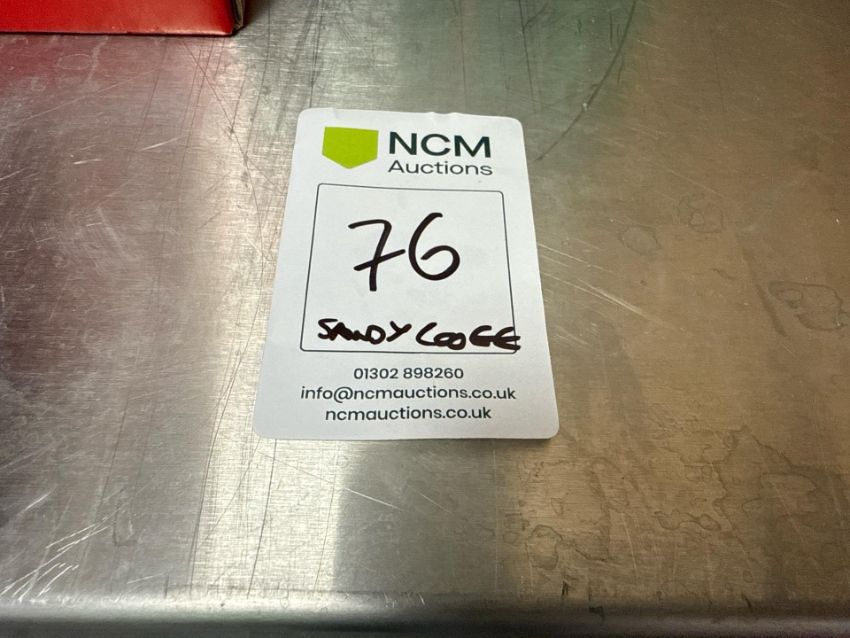 NCM
Auctions
76
SANDY LODGE
01302 898260
info@ncmauctions.co.uk
ncmauctions.co.uk